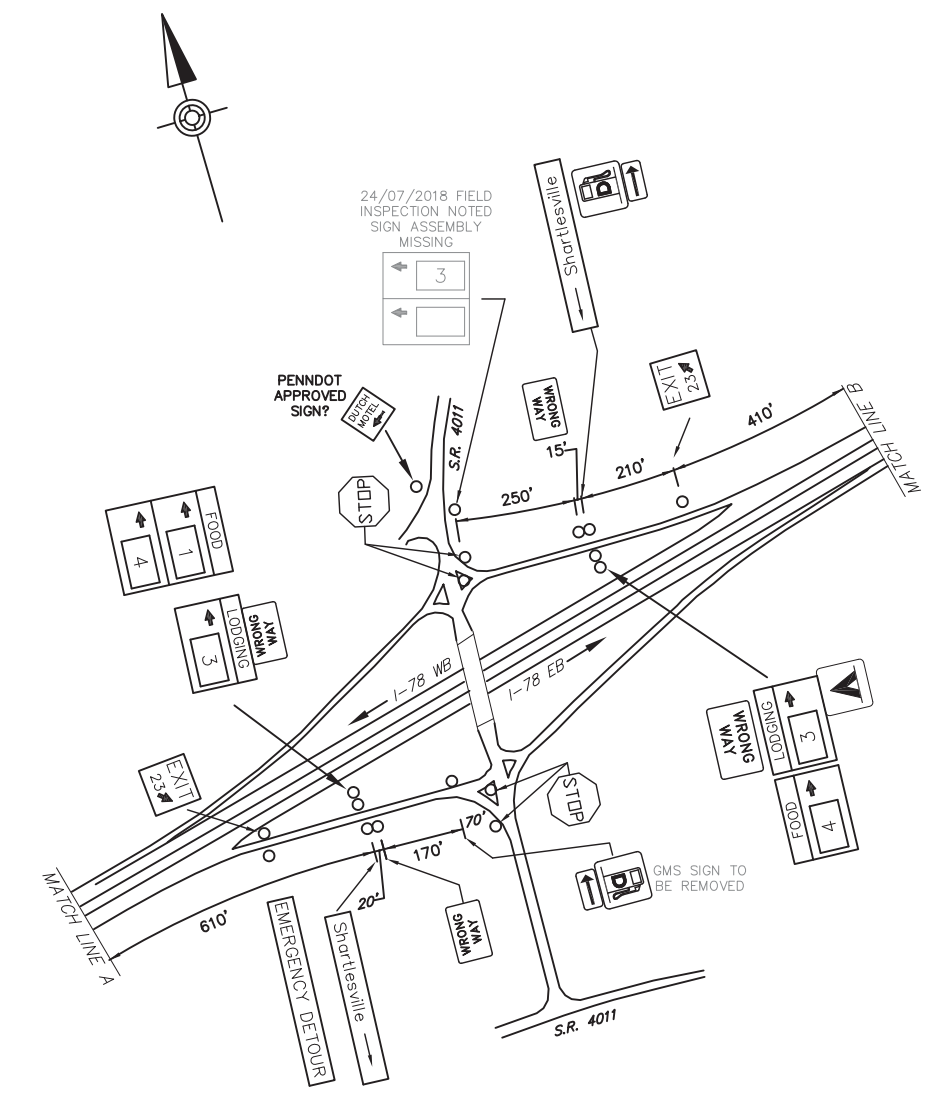 24/07/2018 FIELD
INSPECTION NOTED
SIGN ASSEMBLY
MISSING
3
Shartlesville
D
PENNDOT
APPROVED
SIGN?
DUTCH
MOTEL
S.R. 4011
WRONG
WAY
EXIT
23
MATCH LINE B
410'
15'
210'
250'
STOP
FOOD
1
4
LODGING
3
WRONG
WAY
I-78 WB
I-78 EB
LODGING
3
WRONG
WAY
FOOD
4
EXIT
23
STOP
70'
170'
20'
610'
MATCH LINE A
D
GMS SIGN TO
BE REMOVED
WRONG
WAY
EMERGENCY DETOUR
Shartlesville
S.R. 4011